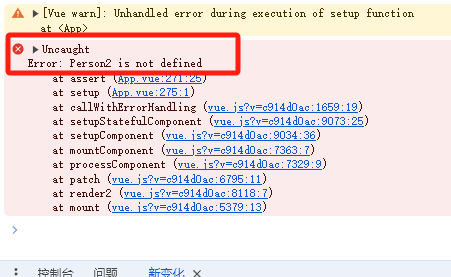 [Vue warn]: Unhandled error during execution of setup function
at <App>
Uncaught
Error: Person2 is not defined
at assert (App.vue:271:25)
at setup (App.vue:275:1)
at callWithErrorHandling (vue.js?v=c914d0ac:1659:19)
at setupStatefulComponent (vue.js?v=c914d0ac:9073:25)
at setupComponent (vue.js?v=c914d0ac:9034:36)
at mountComponent (vue.js?v=c914d0ac:7363:7)
at processComponent (vue.js?v=c914d0ac:7329:9)
at patch (vue.js?v=c914d0ac:6795:11)
at render2 (vue.js?v=c914d0ac:8118:7)
at mount (vue.js?v=c914d0ac:5379:13)
控制台 问题 新变化